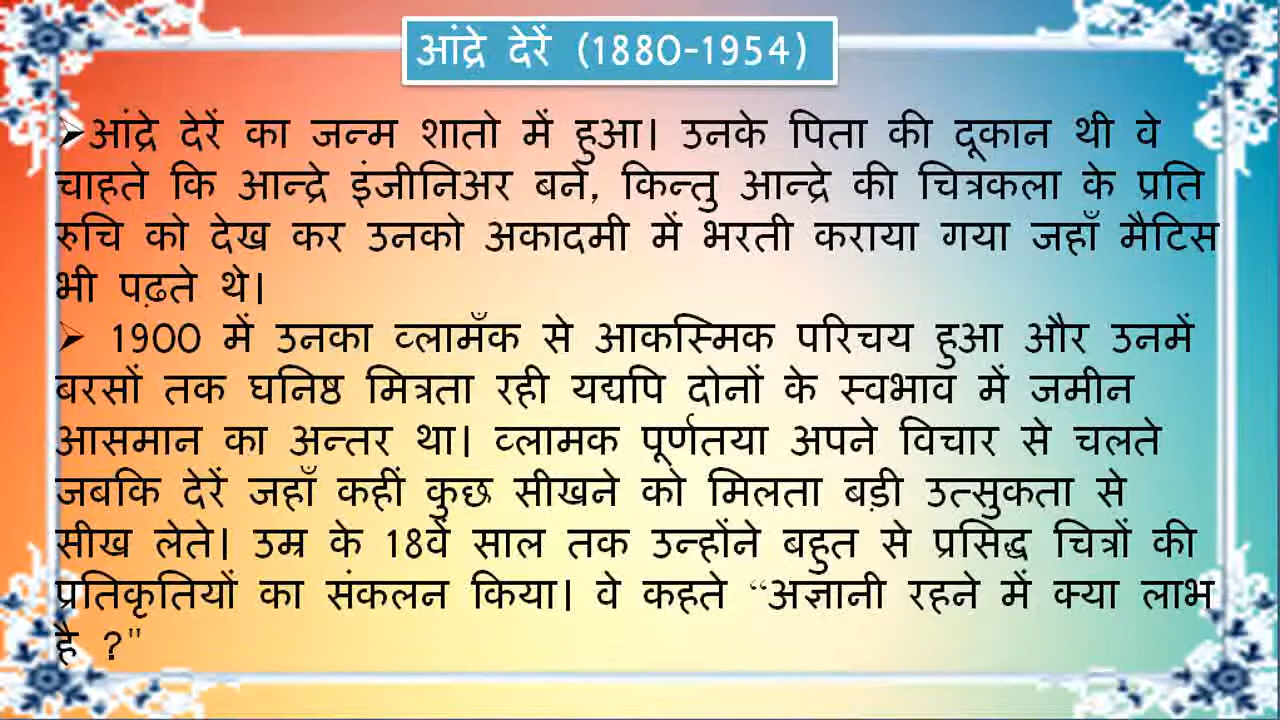 आंद्रे देरें (1880-1954)
➢आंद्रे देरें का जन्म शातो में हुआ। उनके पिता की दूकान थी वे
चाहते कि आन्द्रे इंजीनिअर बनें, किन्तु आन्द्रे की चित्रकला के प्रति
रुचि को देख कर उनको अकादमी में भरती कराया गया जहाँ मैटिस
भी पढ़ते थे।
➢ 1900 में उनका व्लामँक से आकस्मिक परिचय हुआ और उनमें
बरसों तक घनिष्ठ मित्रता रही यद्यपि दोनों के स्वभाव में जमीन
आसमान का अन्तर था। व्लामक पूर्णतया अपने विचार से चलते
जबकि देरें जहाँ कहीं कुछ सीखने को मिलता बड़ी उत्सुकता से
सीख लेते। उम्र के 18वें साल तक उन्होंने बहुत से प्रसिद्ध चित्रों की
प्रतिकृतियों का संकलन किया। वे कहते “अज्ञानी रहने में क्या लाभ
है ?"